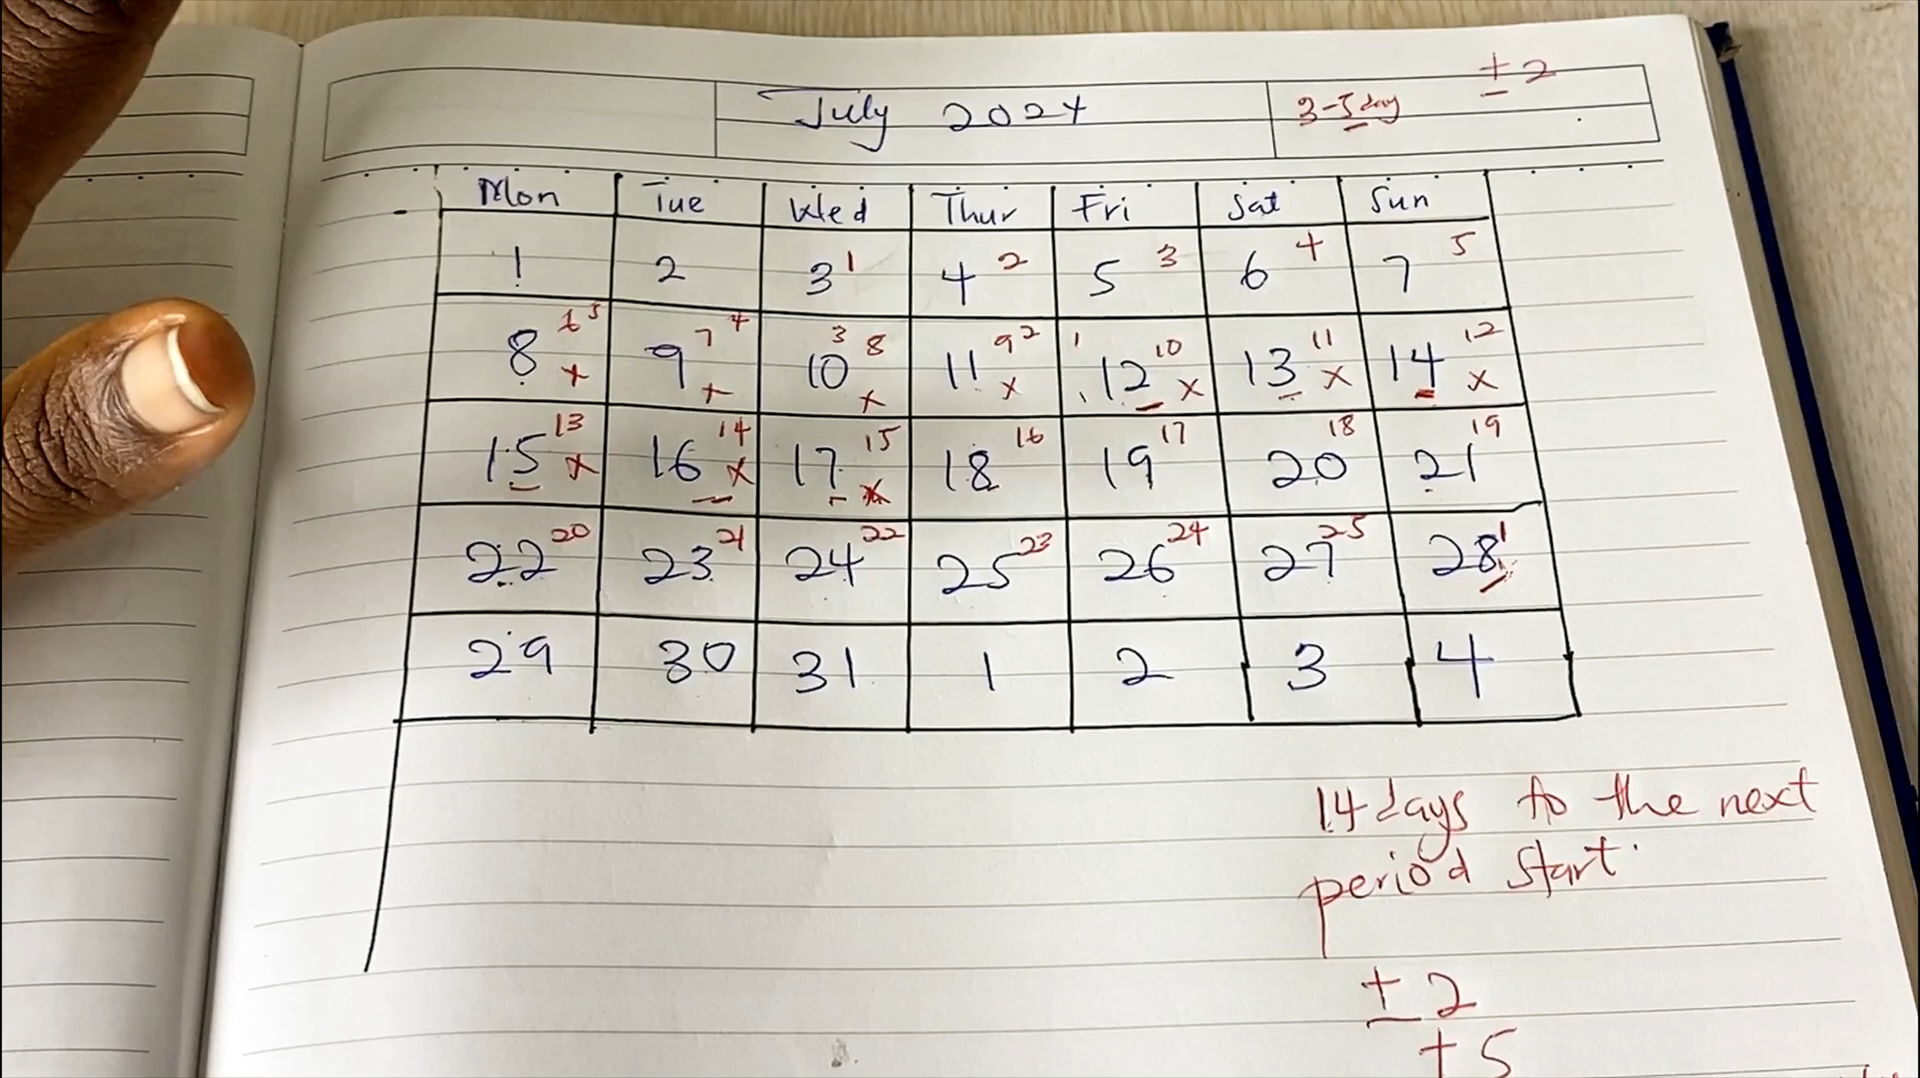 ± 2
July 2024
3-5 day
Mon Tue Wed Thur Fri Sat Sun
1 2 3 1 4 2 5 3 6 4 7 5
8 6 5 x 9 7 4 x 10 3 8 x 11 9 2 x 1 12 10 x 13 11 x 14 12 x
15 13 x 16 14 x 17 15 x 18 16 19 17 20 18 21 19
22 20 23 21 24 22 25 23 26 24 27 25 28 1
29 30 31 1 2 3 4
14 days to the next
period start.
± 2
+ 5